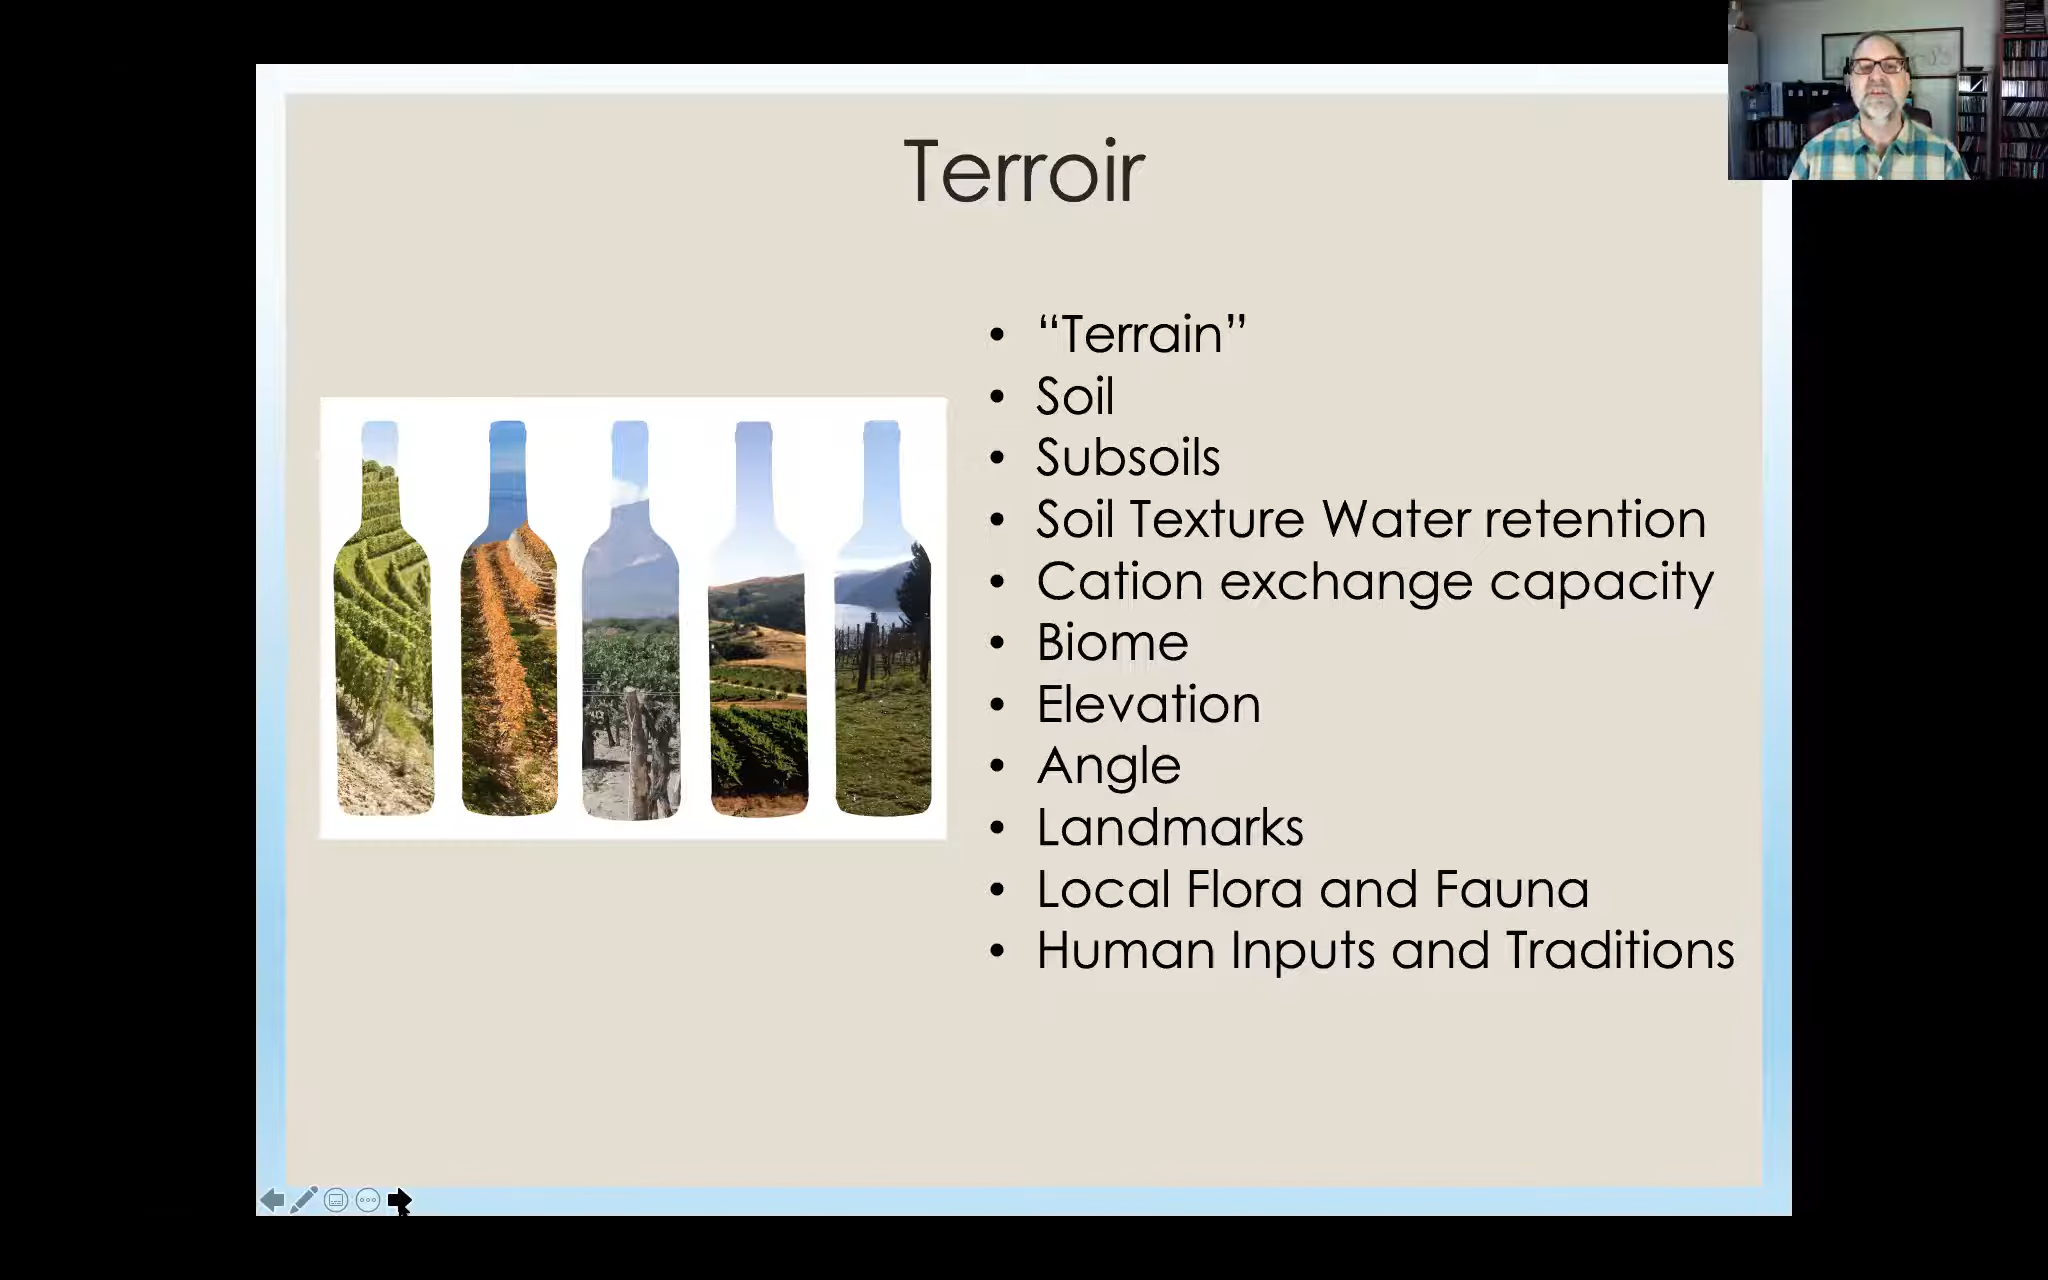 Terroir
• “Terrain”
• Soil
• Subsoils
• Soil Texture Water retention
• Cation exchange capacity
• Biome
• Elevation
• Angle
• Landmarks
• Local Flora and Fauna
• Human Inputs and Traditions